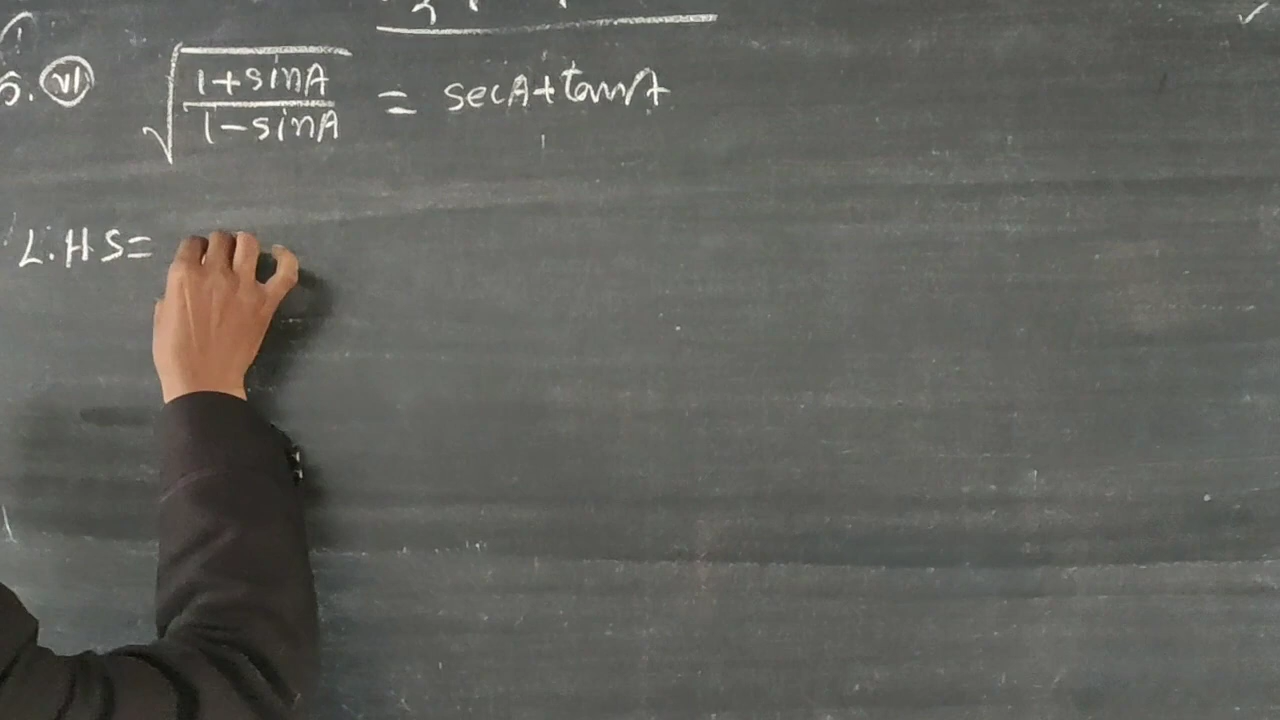 5. (vi) √((1+sinA)/(1-sinA)) = secA+tanA
L.H.S=